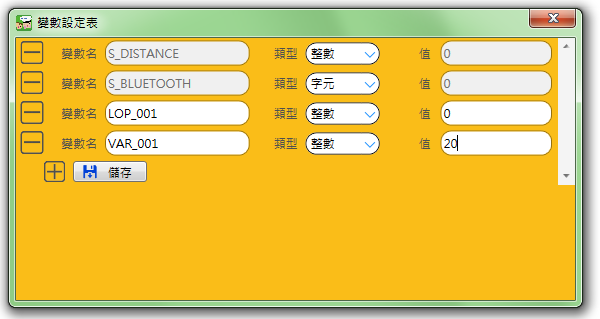 變數設定表
變數名 S_DISTANCE 類型 整數 值 0
變數名 S_BLUETOOTH 類型 字元 值 0
變數名 LOP_001 類型 整數 值 0
變數名 VAR_001 類型 整數 值 20
儲存